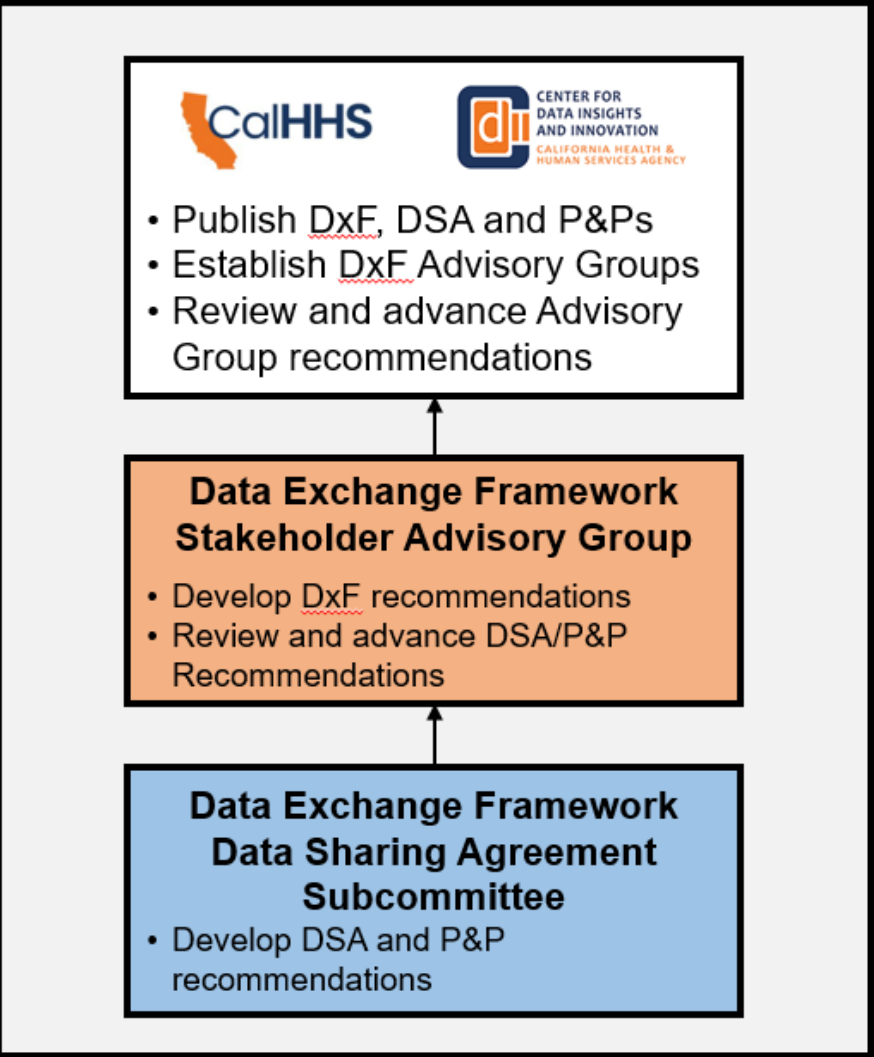 CalHHS
CENTER FOR
DATA INSIGHTS
AND INNOVATION
CALIFORNIA HEALTH &
HUMAN SERVICES AGENCY
• Publish DxF, DSA and P&Ps
• Establish DxF Advisory Groups
• Review and advance Advisory
Group recommendations
Data Exchange Framework
Stakeholder Advisory Group
• Develop DxF recommendations
• Review and advance DSA/P&P
Recommendations
Data Exchange Framework
Data Sharing Agreement
Subcommittee
• Develop DSA and P&P
recommendations